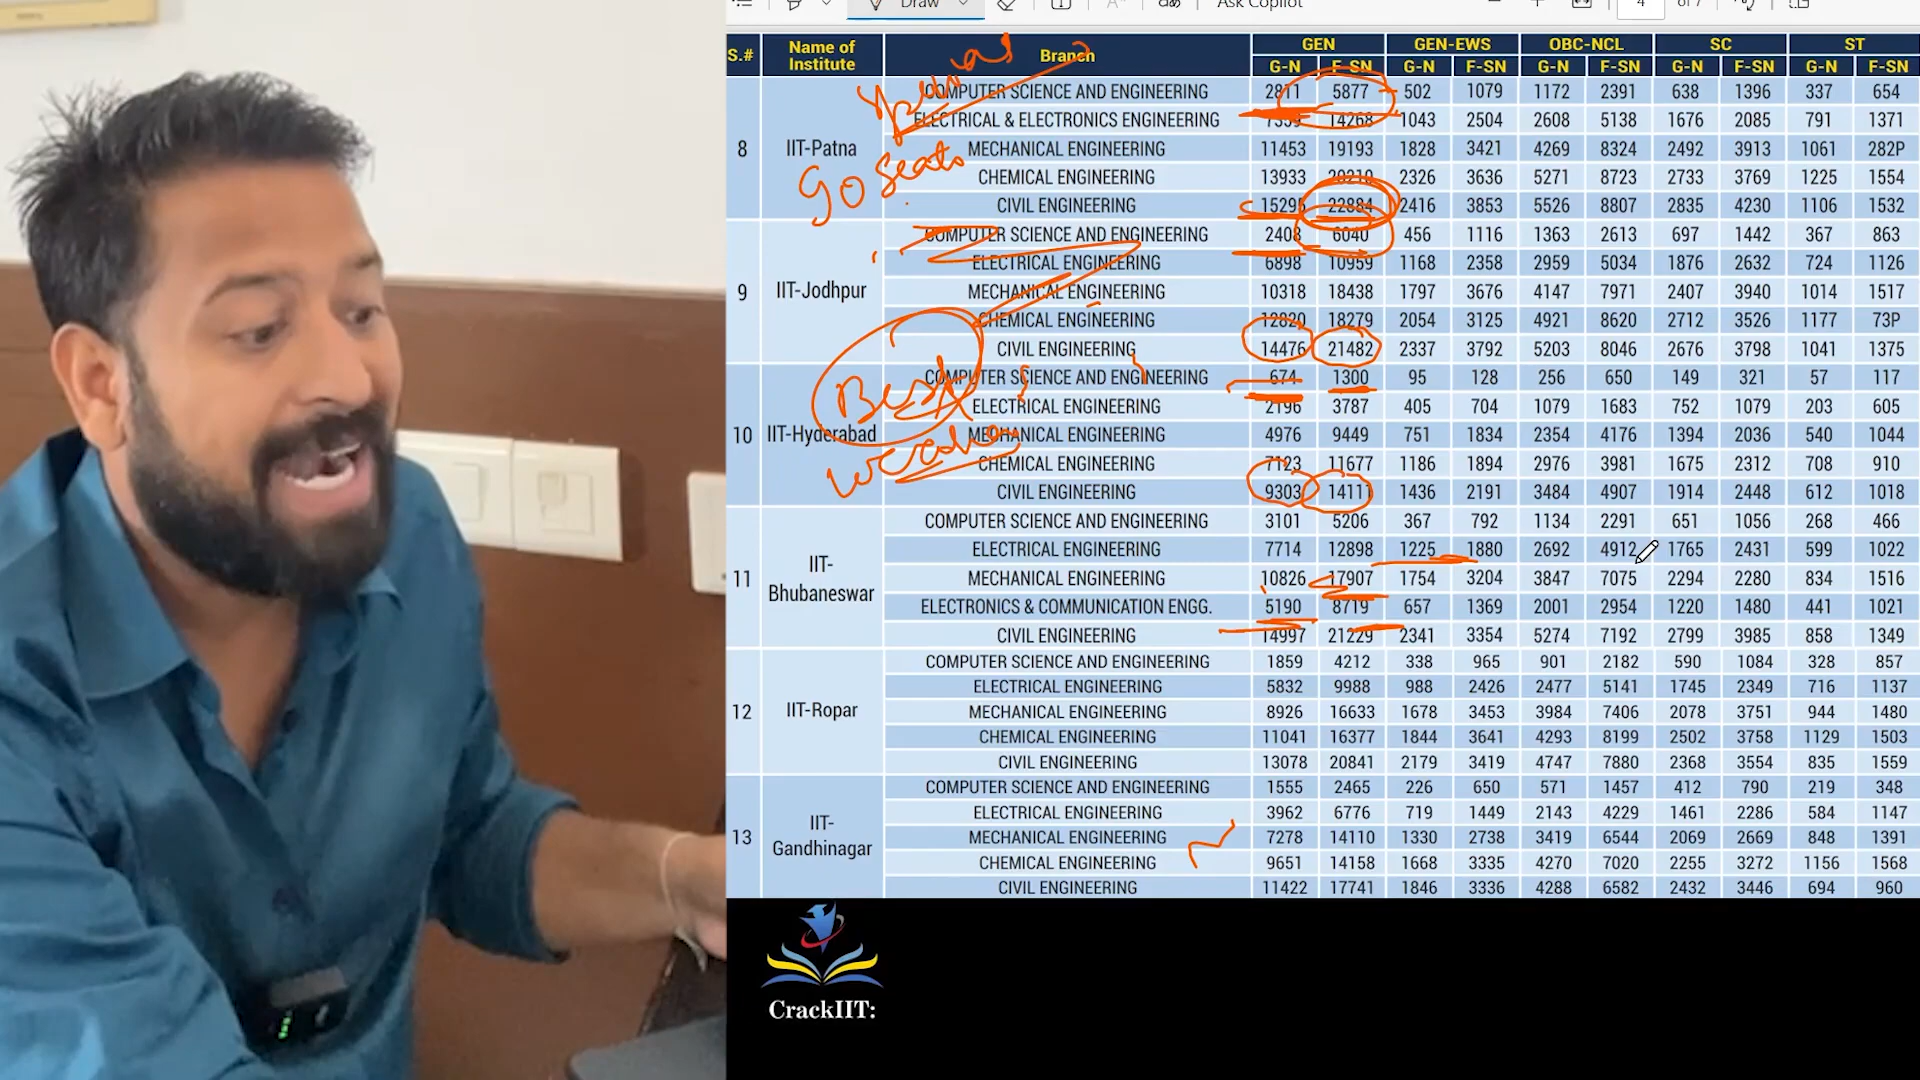 Draw
Ask Copilot
4 of 7
S.# Name of Institute Branch GEN GEN-EWS OBC-NCL SC ST
G-N F-SN G-N F-SN G-N F-SN G-N F-SN G-N F-SN
8 IIT-Patna
COMPUTER SCIENCE AND ENGINEERING 2811 5877 502 1079 1172 2391 638 1396 337 654
ELECTRICAL & ELECTRONICS ENGINEERING 7359 14268 1043 2504 2608 5138 1676 2085 791 1371
MECHANICAL ENGINEERING 11453 19193 1828 3421 4269 8324 2492 3913 1061 282P
CHEMICAL ENGINEERING 13933 20210 2326 3636 5271 8723 2733 3769 1225 1554
CIVIL ENGINEERING 15295 22884 2416 3853 5526 8807 2835 4230 1106 1532
90 Seats
9 IIT-Jodhpur
COMPUTER SCIENCE AND ENGINEERING 2408 6040 456 1116 1363 2613 697 1442 367 863
ELECTRICAL ENGINEERING 6898 10959 1168 2358 2959 5034 1876 2632 724 1126
MECHANICAL ENGINEERING 10318 18438 1797 3676 4147 7971 2407 3940 1014 1517
CHEMICAL ENGINEERING 12820 18279 2054 3125 4921 8620 2712 3526 1177 73P
CIVIL ENGINEERING 14476 21482 2337 3792 5203 8046 2676 3798 1041 1375
Best
10 IIT-Hyderabad
COMPUTER SCIENCE AND ENGINEERING 674 1300 95 128 256 650 149 321 57 117
ELECTRICAL ENGINEERING 2196 3787 405 704 1079 1683 752 1079 203 605
MECHANICAL ENGINEERING 4976 9449 751 1834 2354 4176 1394 2036 540 1044
CHEMICAL ENGINEERING 7123 11677 1186 1894 2976 3981 1675 2312 708 910
CIVIL ENGINEERING 9303 14111 1436 2191 3484 4907 1914 2448 612 1018
11 IIT-Bhubaneswar
COMPUTER SCIENCE AND ENGINEERING 3101 5206 367 792 1134 2291 651 1056 268 466
ELECTRICAL ENGINEERING 7714 12898 1225 1880 2692 4912 1765 2431 599 1022
MECHANICAL ENGINEERING 10826 17907 1754 3204 3847 7075 2294 2280 834 1516
ELECTRONICS & COMMUNICATION ENGG. 5190 8719 657 1369 2001 2954 1220 1480 441 1021
CIVIL ENGINEERING 14997 21229 2341 3354 5274 7192 2799 3985 858 1349
12 IIT-Ropar
COMPUTER SCIENCE AND ENGINEERING 1859 4212 338 965 901 2182 590 1084 328 857
ELECTRICAL ENGINEERING 5832 9988 988 2426 2477 5141 1745 2349 716 1137
MECHANICAL ENGINEERING 8926 16633 1678 3453 3984 7406 2078 3751 944 1480
CHEMICAL ENGINEERING 11041 16377 1844 3641 4293 8199 2502 3758 1129 1503
CIVIL ENGINEERING 13078 20841 2179 3419 4747 7880 2368 3554 835 1559
13 IIT-Gandhinagar
COMPUTER SCIENCE AND ENGINEERING 1555 2465 226 650 571 1457 412 790 219 348
ELECTRICAL ENGINEERING 3962 6776 719 1449 2143 4229 1461 2286 584 1147
MECHANICAL ENGINEERING 7278 14110 1330 2738 3419 6544 2069 2669 848 1391
CHEMICAL ENGINEERING 9651 14158 1668 3335 4270 7020 2255 3272 1156 1568
CIVIL ENGINEERING 11422 17741 1846 3336 4288 6582 2432 3446 694 960
CrackIIT: